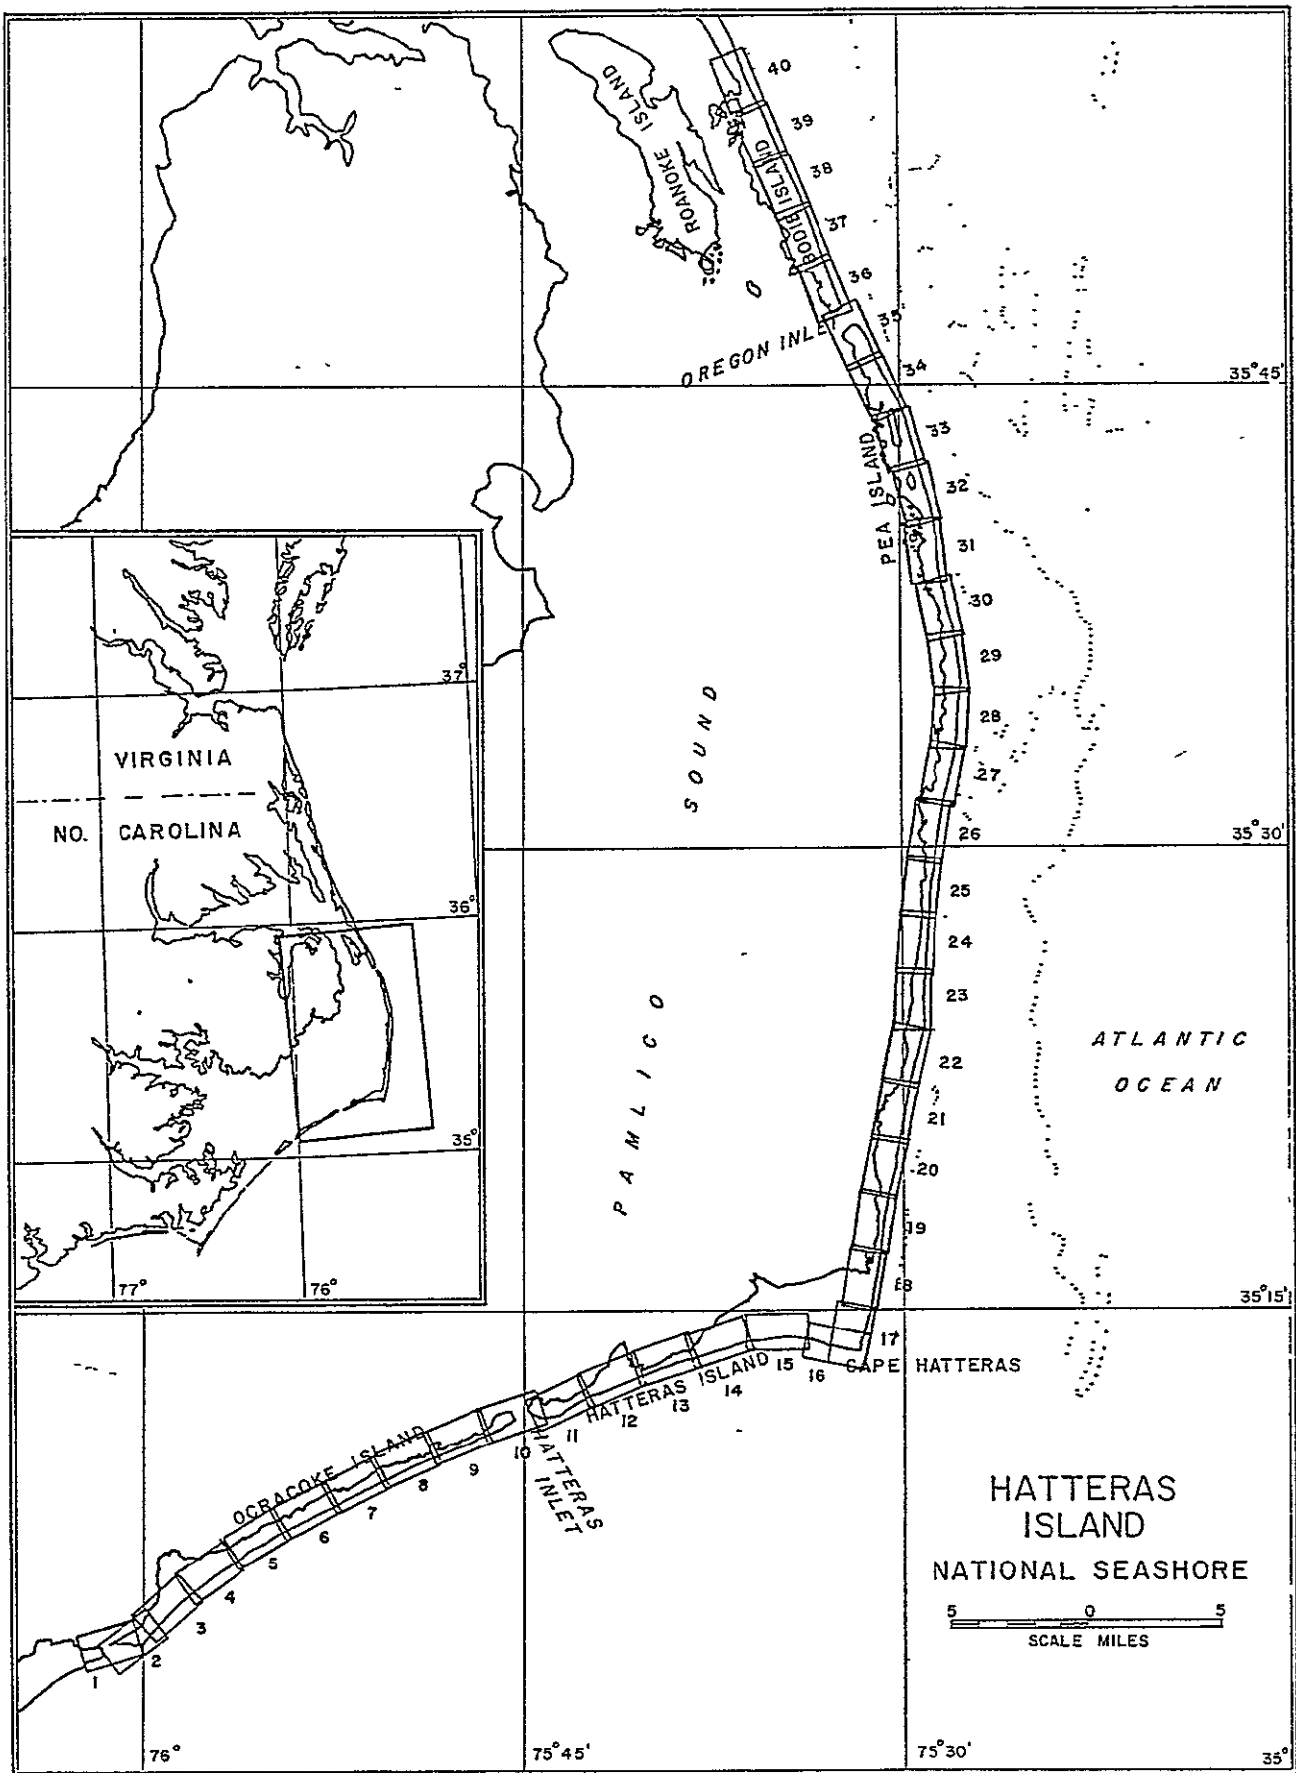 40
39
38
37
36
35
34
33
32
31
30
29
28
27
26
25
24
23
22
21
20
19
18
17
16
15
14
13
12
11
10
9
8
7
6
5
4
3
2
1
ROANOKE ISLAND
BODIE ISLAND
OREGON INLE
PEA ISLAND
35°45'
35°30'
35°15'
35°
PAMLICO SOUND
ATLANTIC
OCEAN
CAPE HATTERAS
HATTERAS ISLAND
HATTERAS
INLET
OCRACOKE ISLAND
76°
75°45'
75°30'
37°
VIRGINIA
NO. CAROLINA
36°
35°
77°
76°
HATTERAS
ISLAND
NATIONAL SEASHORE
5 0 5
SCALE MILES